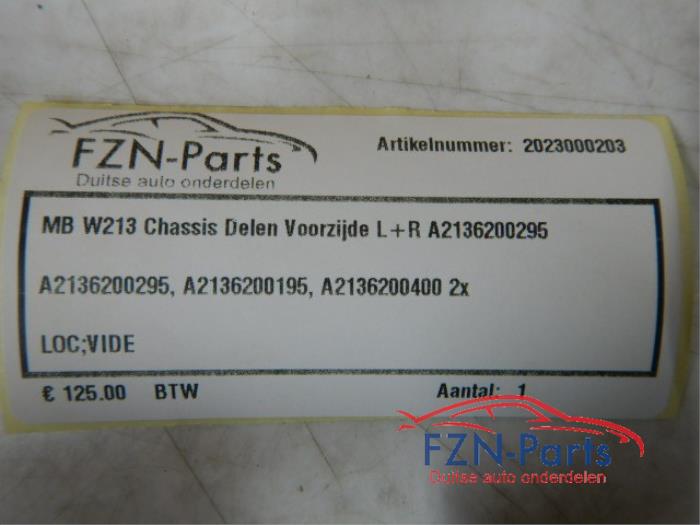 FZN-Parts
Duitse auto onderdelen
Artikelnummer: 2023000203
MB W213 Chassis Delen Voorzijde L+R A2136200295
A2136200295, A2136200195, A2136200400 2x
LOC;VIDE
€ 125.00 BTW Aantal: 1
FZN-Parts
Duitse auto onderdelen